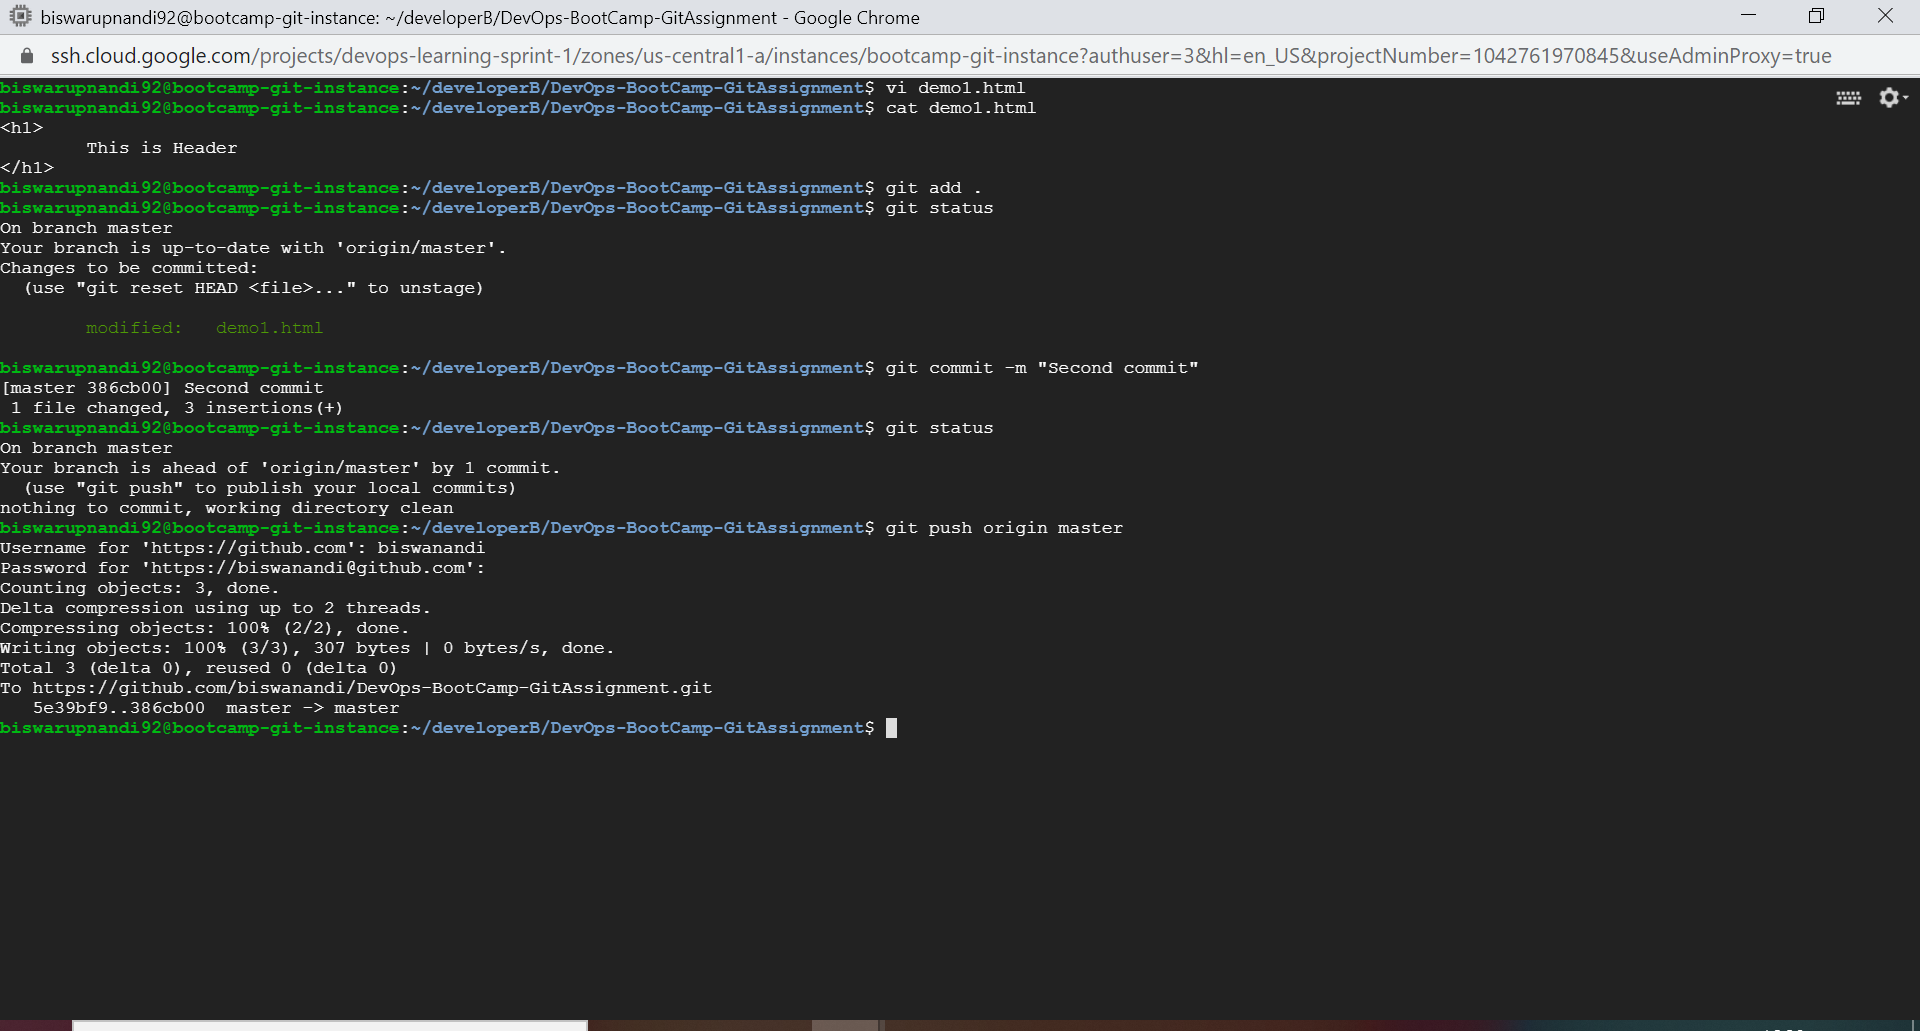 biswarupnandi92@bootcamp-git-instance: ~/developerB/DevOps-BootCamp-GitAssignment - Google Chrome
ssh.cloud.google.com/projects/devops-learning-sprint-1/zones/us-central1-a/instances/bootcamp-git-instance?authuser=3&hl=en_US&projectNumber=1042761970845&useAdminProxy=true
biswarupnandi92@bootcamp-git-instance:~/developerB/DevOps-BootCamp-GitAssignment$ vi demo1.html
biswarupnandi92@bootcamp-git-instance:~/developerB/DevOps-BootCamp-GitAssignment$ cat demo1.html
<h1>
        This is Header
</h1>
biswarupnandi92@bootcamp-git-instance:~/developerB/DevOps-BootCamp-GitAssignment$ git add .
biswarupnandi92@bootcamp-git-instance:~/developerB/DevOps-BootCamp-GitAssignment$ git status
On branch master
Your branch is up-to-date with 'origin/master'.
Changes to be committed:
  (use "git reset HEAD <file>..." to unstage)
        modified:   demo1.html
biswarupnandi92@bootcamp-git-instance:~/developerB/DevOps-BootCamp-GitAssignment$ git commit -m "Second commit"
[master 386cb00] Second commit
 1 file changed, 3 insertions(+)
biswarupnandi92@bootcamp-git-instance:~/developerB/DevOps-BootCamp-GitAssignment$ git status
On branch master
Your branch is ahead of 'origin/master' by 1 commit.
  (use "git push" to publish your local commits)
nothing to commit, working directory clean
biswarupnandi92@bootcamp-git-instance:~/developerB/DevOps-BootCamp-GitAssignment$ git push origin master
Username for 'https://github.com': biswanandi
Password for 'https://biswanandi@github.com':
Counting objects: 3, done.
Delta compression using up to 2 threads.
Compressing objects: 100% (2/2), done.
Writing objects: 100% (3/3), 307 bytes | 0 bytes/s, done.
Total 3 (delta 0), reused 0 (delta 0)
To https://github.com/biswanandi/DevOps-BootCamp-GitAssignment.git
   5e39bf9..386cb00  master -> master
biswarupnandi92@bootcamp-git-instance:~/developerB/DevOps-BootCamp-GitAssignment$